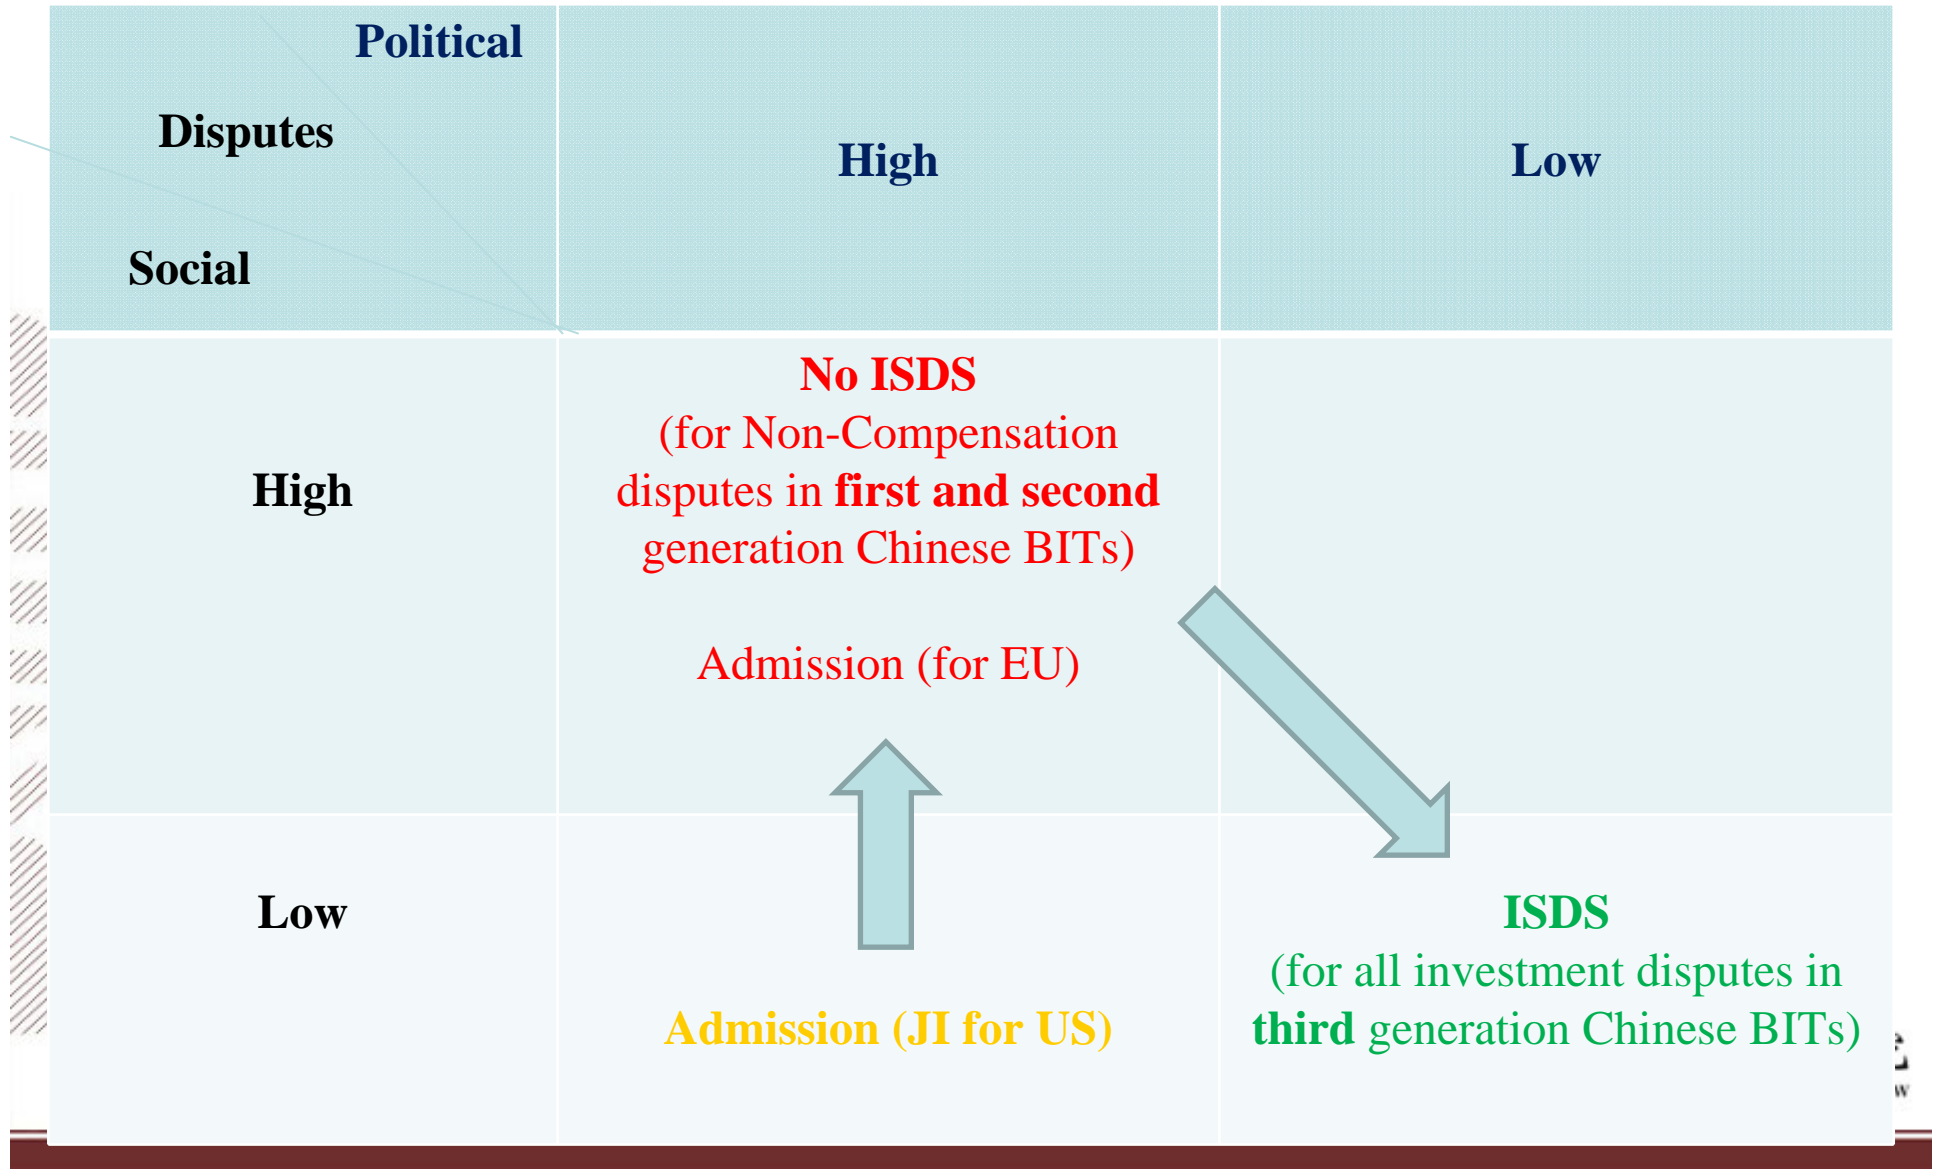 Political
Disputes
Social
High
Low
High
No ISDS
(for Non-Compensation
disputes in first and second
generation Chinese BITs)
Admission (for EU)
Low
Admission (JI for US)
ISDS
(for all investment disputes in
third generation Chinese BITs)